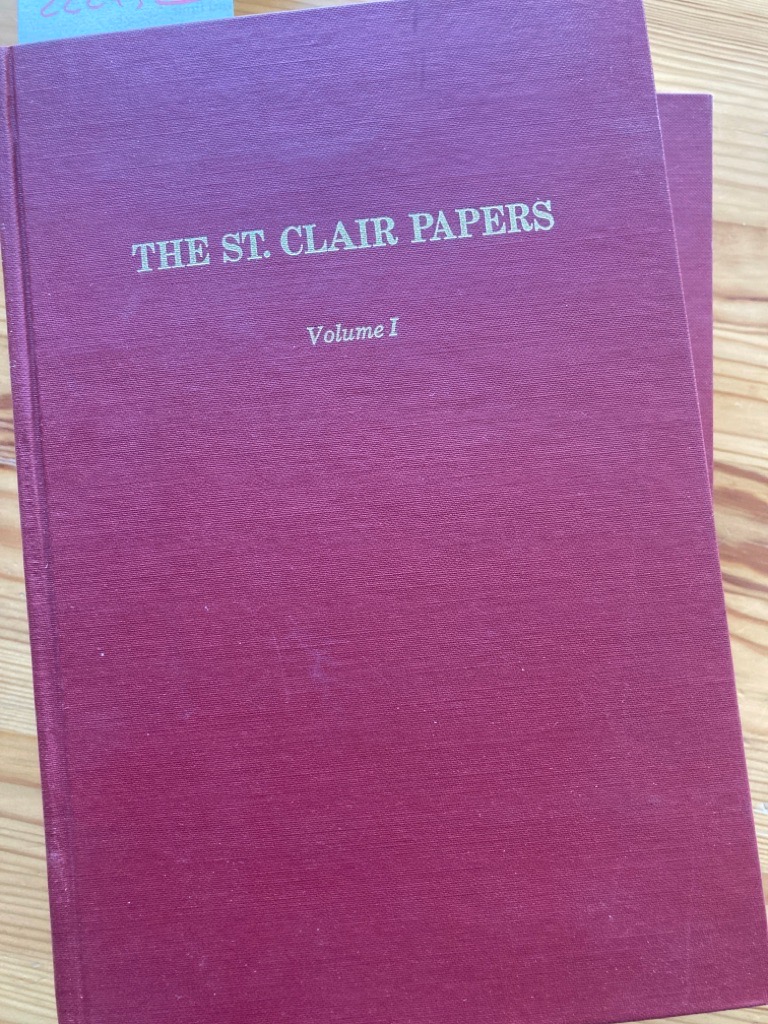 THE ST. CLAIR PAPERS
Volume I